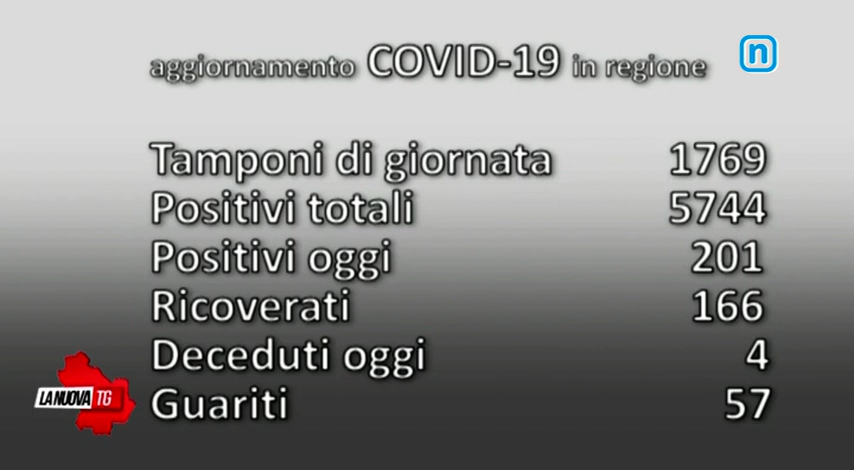 aggiornamento COVID-19 in regione
n
Tamponi di giornata 1769
Positivi totali 5744
Positivi oggi 201
Ricoverati 166
Deceduti oggi 4
Guariti 57
LA NUOVA TG